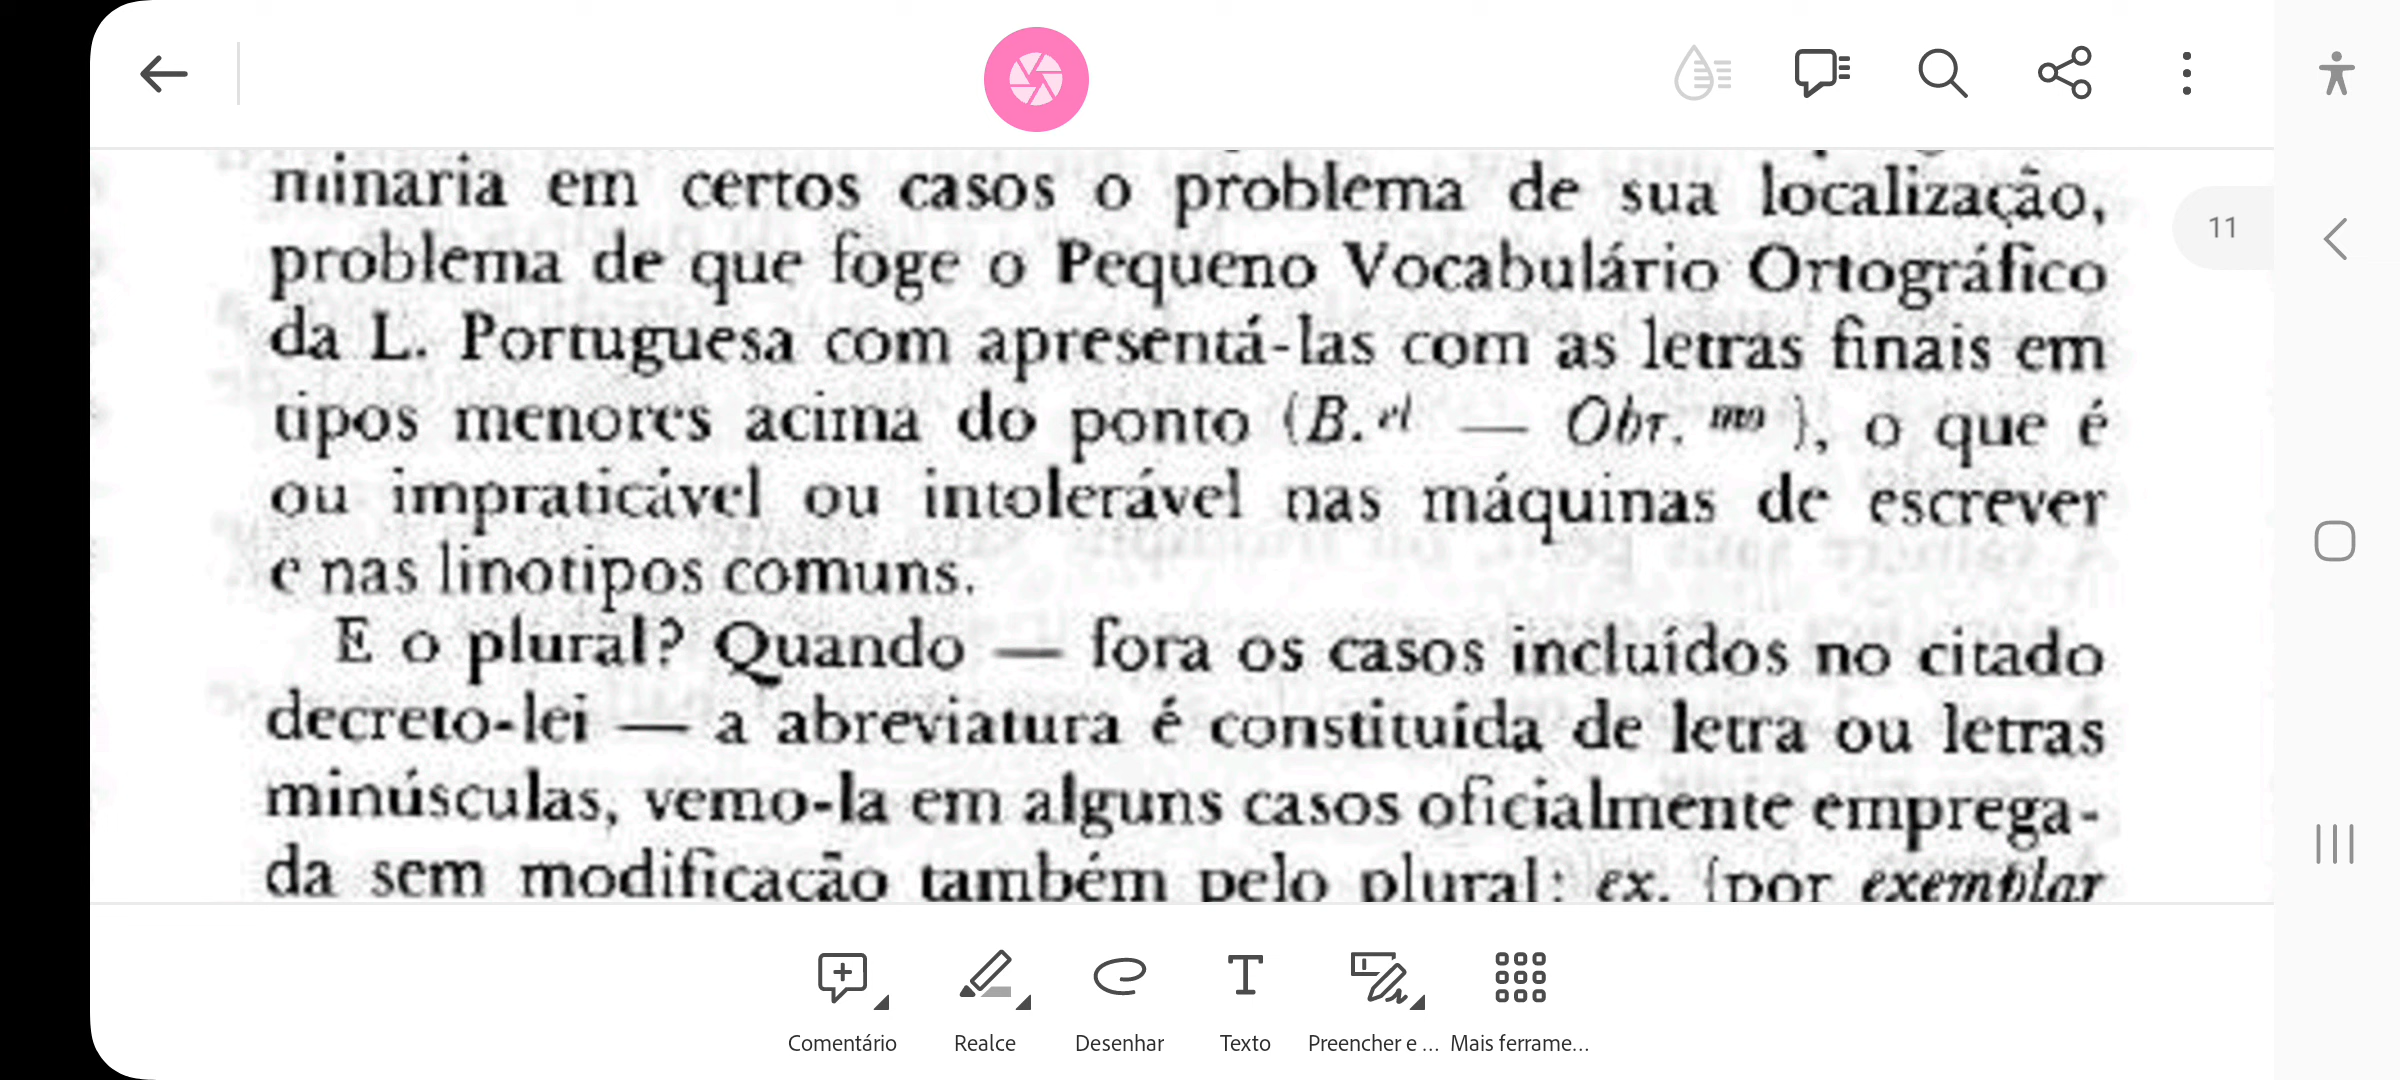 11
minaria em certos casos o problema de sua localização,
problema de que foge o Pequeno Vocabulário Ortográfico
da L. Portuguesa com apresentá-las com as letras finais em
tipos menores acima do ponto (B.el — Obr.mo), o que é
ou impraticável ou intolerável nas máquinas de escrever
e nas linotipos comuns.
E o plural? Quando — fora os casos incluídos no citado
decreto-lei — a abreviatura é constituída de letra ou letras
minúsculas, vemo-la em alguns casos oficialmente emprega-
da sem modificação também pelo plural: ex. (por exemplar
Comentário
Realce
Desenhar
Texto
Preencher e ...
Mais ferrame...